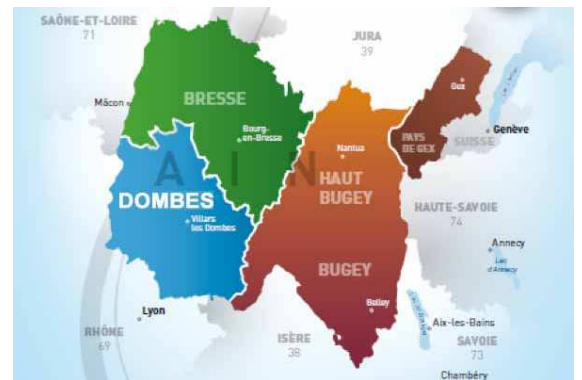 SAÔNE-ET-LOIRE
71
JURA
39
Mâcon
BRESSE
Bourg-
en-Bresse
Gex
PAYS
DE GEX
SUISSE
Genève
Nantua
AIN
DOMBES
Villars
les Dombes
HAUT
BUGEY
HAUTE-SAVOIE
74
Annecy
Lac
d'Annecy
BUGEY
Belley
Lyon
RHÔNE
69
ISÈRE
38
Aix-les-Bains
SAVOIE
73
Chambéry